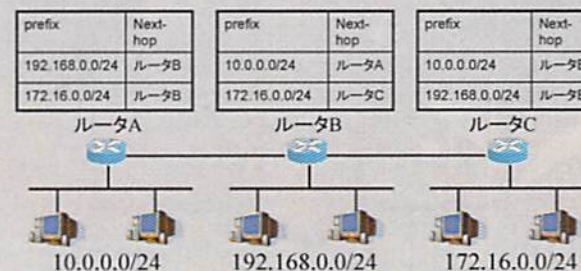 prefix Next-hop
192.168.0.0/24 ルータB
172.16.0.0/24 ルータB
prefix Next-hop
10.0.0.0/24 ルータA
172.16.0.0/24 ルータC
prefix Next-hop
10.0.0.0/24
192.168.0.0/24
ルータA
ルータB
ルータC
10.0.0.0/24
192.168.0.0/24
172.16.0.0/24